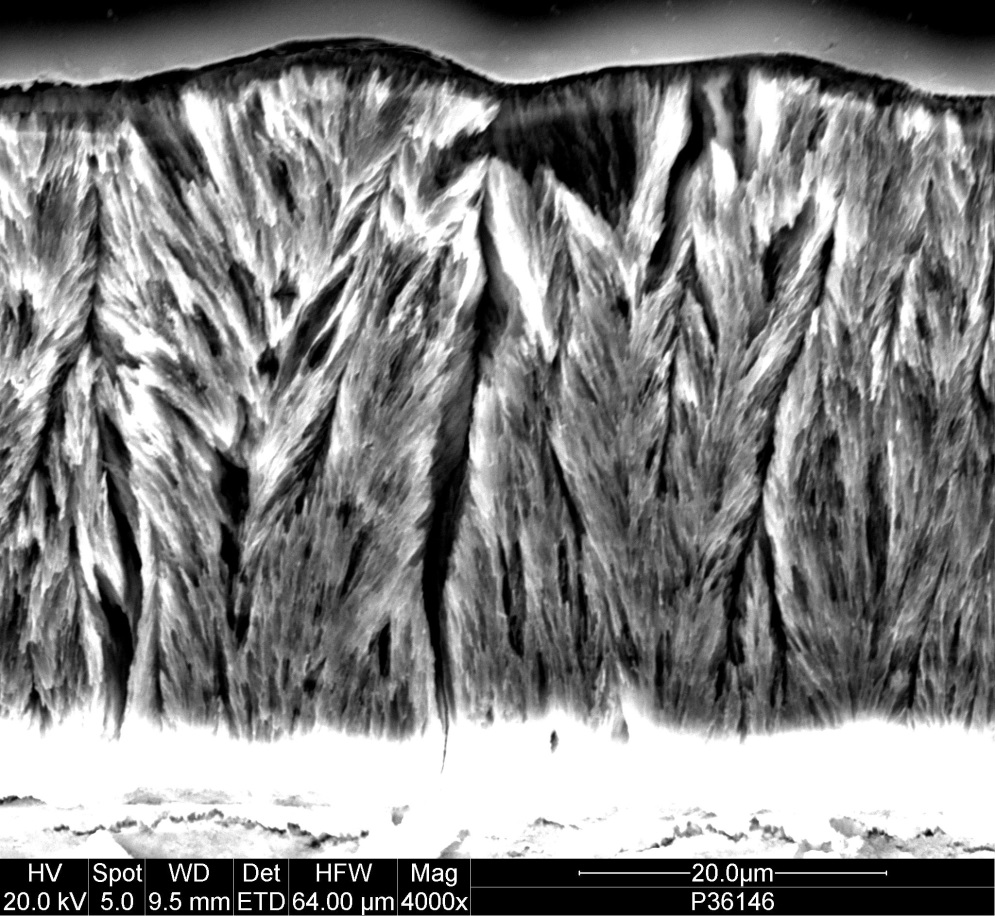 HV Spot WD Det HFW Mag 20.0µm
20.0 kV 5.0 9.5 mm ETD 64.00 µm 4000x P36146